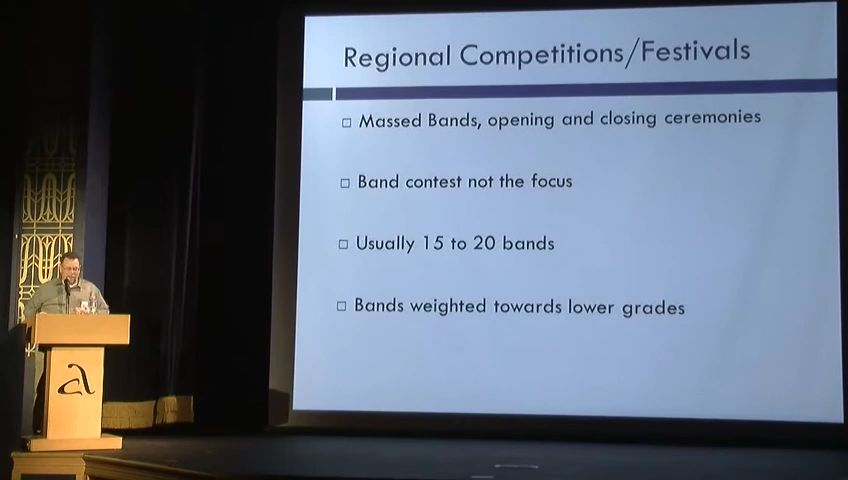 Regional Competitions/Festivals
Massed Bands, opening and closing ceremonies
Band contest not the focus
Usually 15 to 20 bands
Bands weighted towards lower grades
a